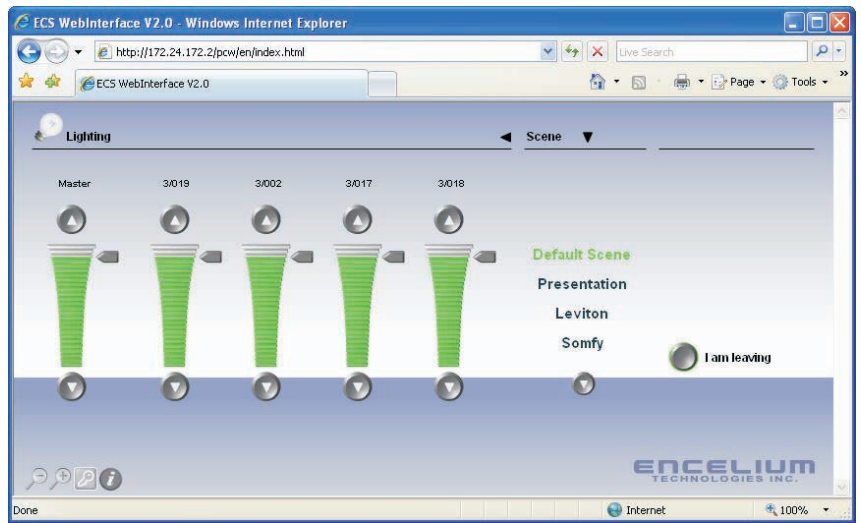 ECS WebInterface V2.0 - Windows Internet Explorer
http://172.24.172.2/pcw/en/index.html
Live Search
ECS WebInterface V2.0
Page
Tools
Lighting
Scene
Master
3/019
3/002
3/017
3/018
Default Scene
Presentation
Leviton
Somfy
I am leaving
ENCELIUM
TECHNOLOGIES INC.
Done
Internet
100%